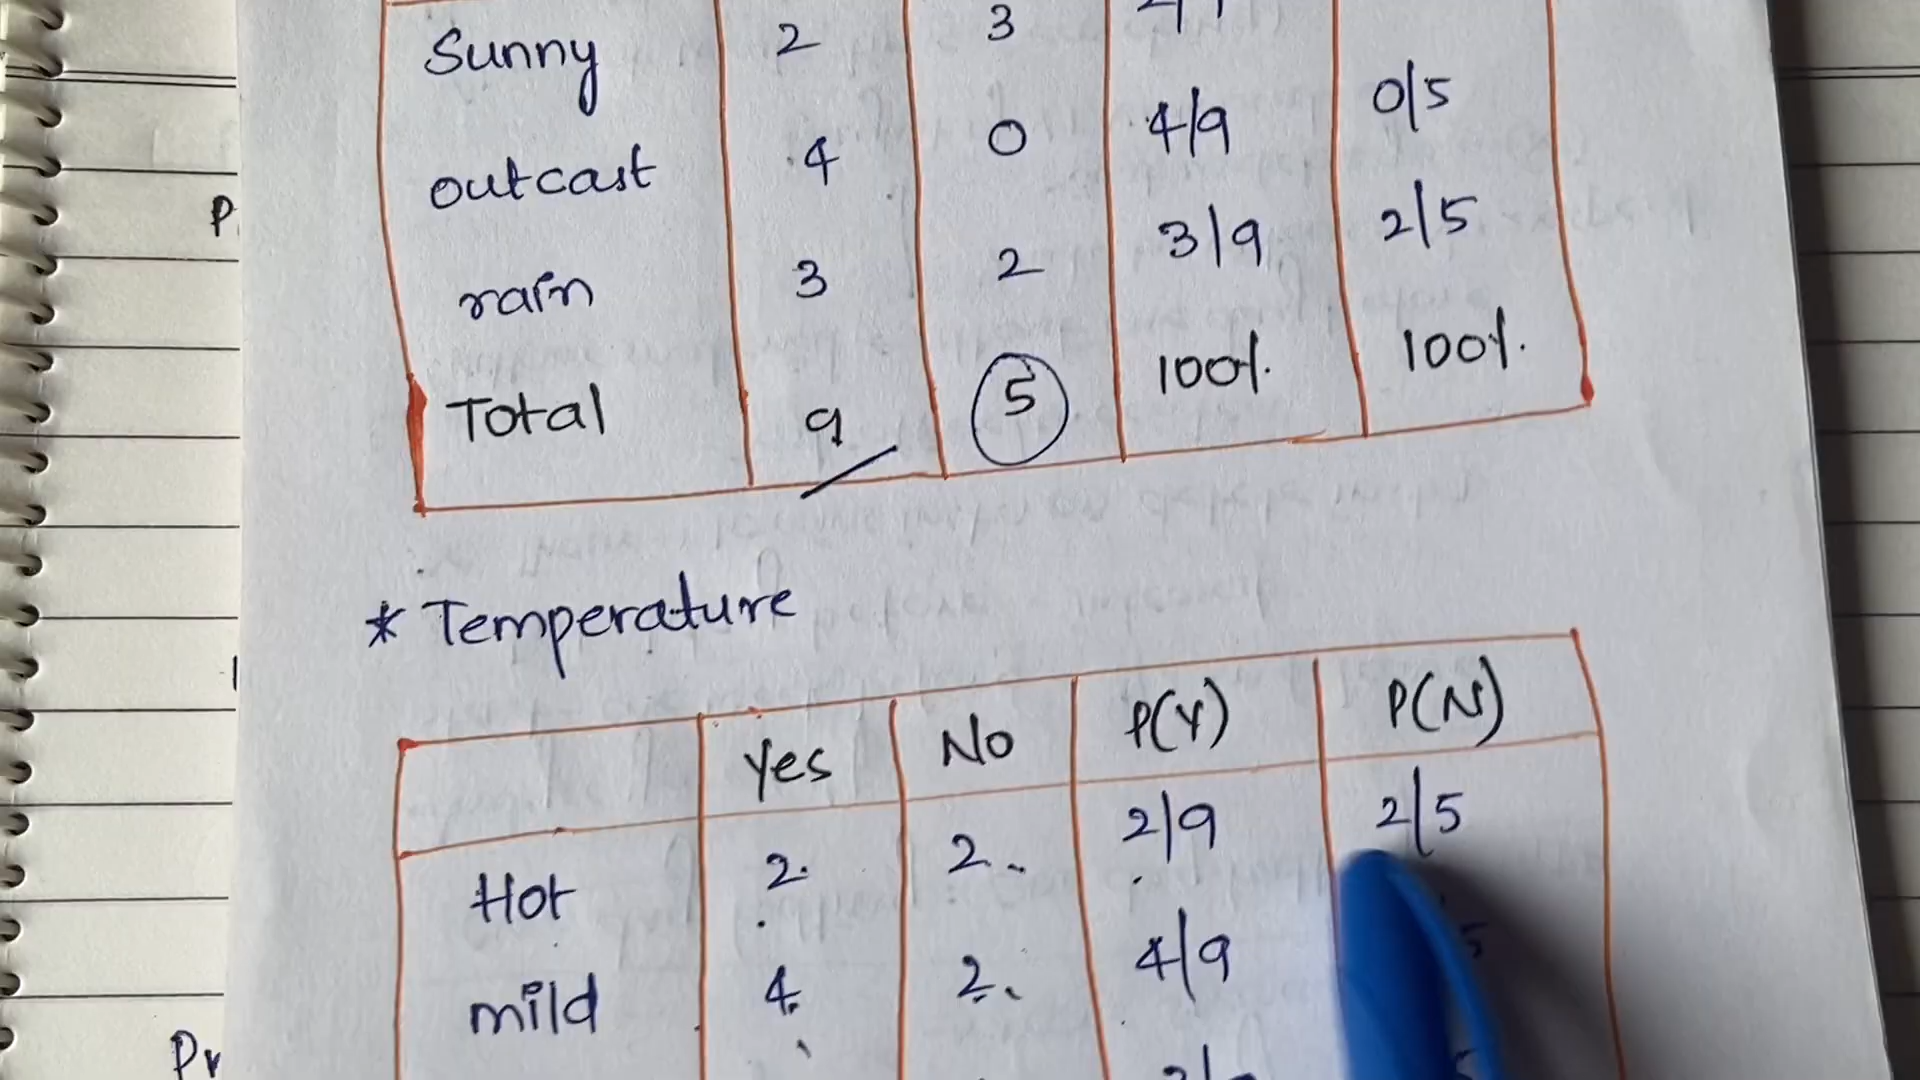 Sunny 2 3
outcast 4 0 4/9 0/5
rain 3 2 3/9 2/5
Total 9 5 100% 100%
* Temperature
Yes No P(Y) P(N)
Hot 2 2 2/9 2/5
mild 4 2 4/9